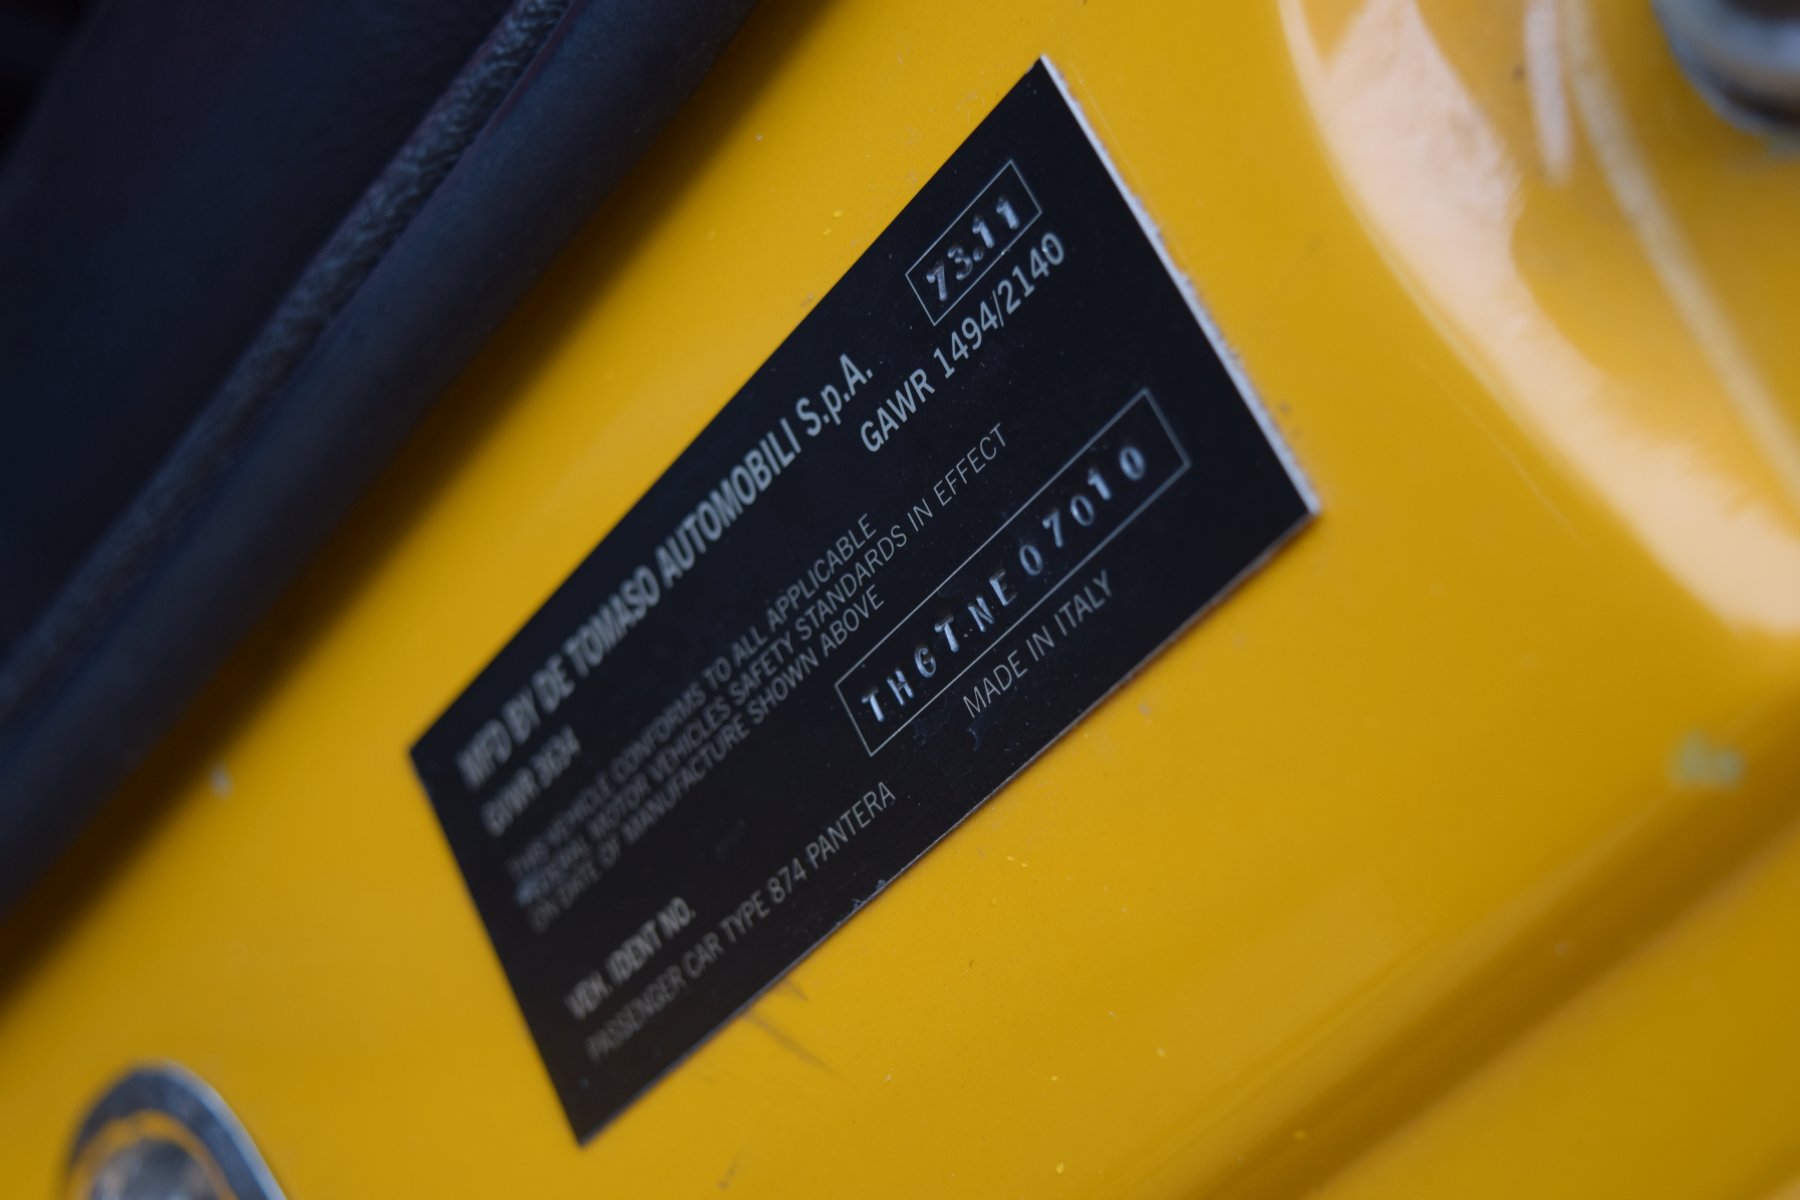 MFD BY DE TOMASO AUTOMOBILI S.p.A. 73.11
GVWR 3634 GAWR 1494/2140
THIS VEHICLE CONFORMS TO ALL APPLICABLE
FEDERAL MOTOR VEHICLES SAFETY STANDARDS IN EFFECT
ON DATE OF MANUFACTURE SHOWN ABOVE
VEH. IDENT NO. THGTNE07010
PASSENGER CAR TYPE 874 PANTERA MADE IN ITALY